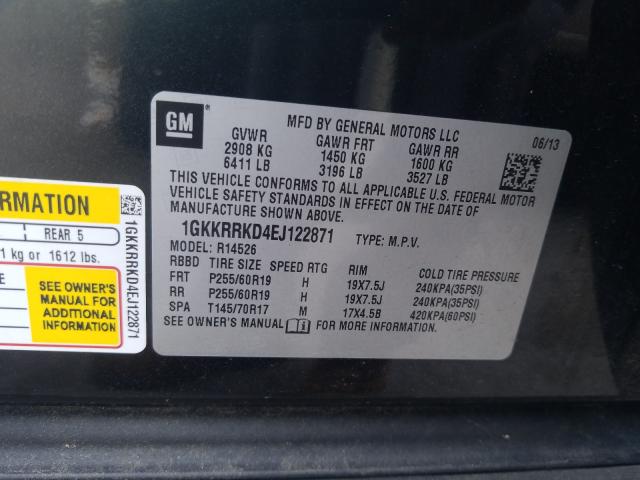 GM
MFD BY GENERAL MOTORS LLC
06/13
GVWR GAWR FRT GAWR RR
2908 KG 1450 KG 1600 KG
6411 LB 3196 LB 3527 LB
THIS VEHICLE CONFORMS TO ALL APPLICABLE U.S. FEDERAL MOTOR
VEHICLE SAFETY STANDARDS IN EFFECT ON THE DATE OF
MANUFACTURE SHOWN ABOVE.
1GKKRRKD4EJ122871 TYPE: M.P.V.
MODEL: R14526
RBBD TIRE SIZE SPEED RTG RIM COLD TIRE PRESSURE
FRT P255/60R19 H 19X7.5J 240KPA(35PSI)
RR P255/60R19 H 19X7.5J 240KPA(35PSI)
SPA T145/70R17 M 17X4.5B 420KPA(60PSI)
SEE OWNER'S MANUAL FOR MORE INFORMATION.
REAR 5
kg or 1612 lbs.
SEE OWNER'S
MANUAL FOR
ADDITIONAL
INFORMATION
1GKKRRKD4EJ122871